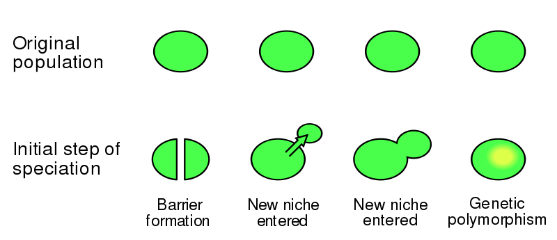 Original
population
Initial step of
speciation
Barrier
formation
New niche
entered
New niche
entered
Genetic
polymorphism